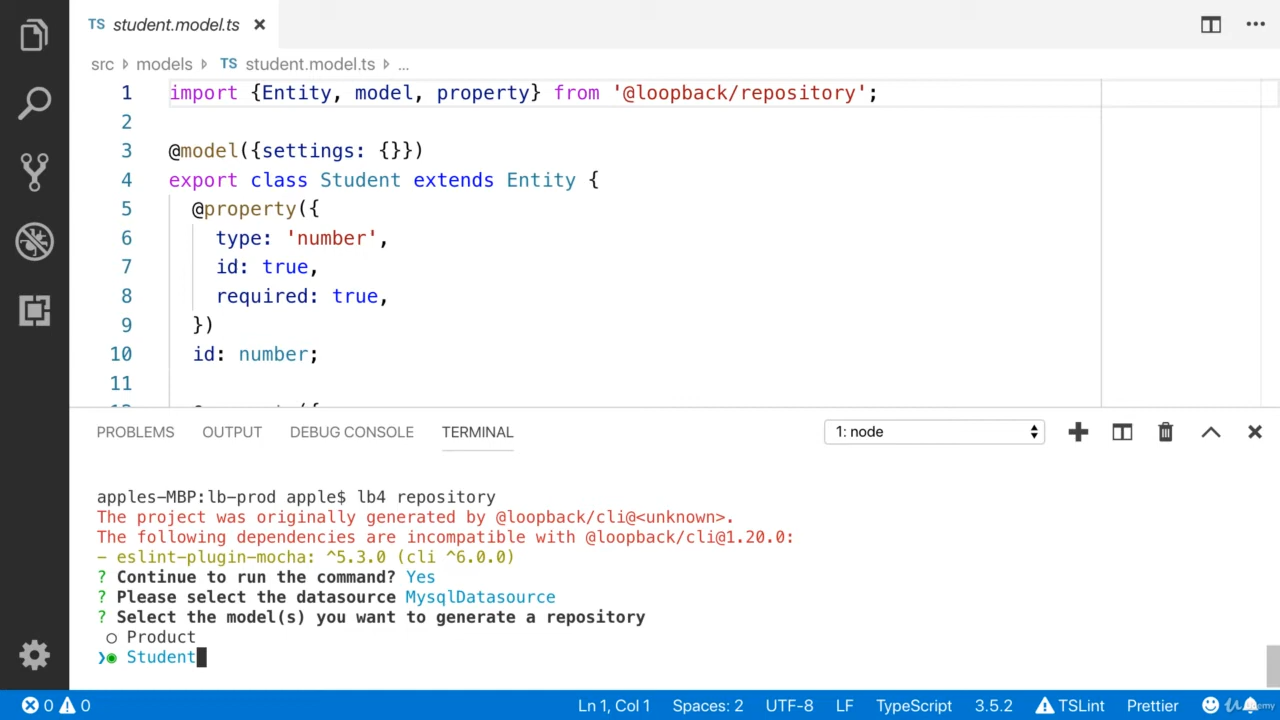 TS student.model.ts ×
src › models › TS student.model.ts › ...
1 import {Entity, model, property} from '@loopback/repository';
2
3 @model({settings: {}})
4 export class Student extends Entity {
5 @property({
6 type: 'number',
7 id: true,
8 required: true,
9 })
10 id: number;
11
PROBLEMS OUTPUT DEBUG CONSOLE TERMINAL 1: node
apples-MBP:lb-prod apple$ lb4 repository
The project was originally generated by @loopback/cli@<unknown>.
The following dependencies are incompatible with @loopback/cli@1.20.0:
- eslint-plugin-mocha: ^5.3.0 (cli ^6.0.0)
? Continue to run the command? Yes
? Please select the datasource MysqlDatasource
? Select the model(s) you want to generate a repository
○ Product
❯◉ Student
0 0 Ln 1, Col 1 Spaces: 2 UTF-8 LF TypeScript 3.5.2 TSLint Prettier